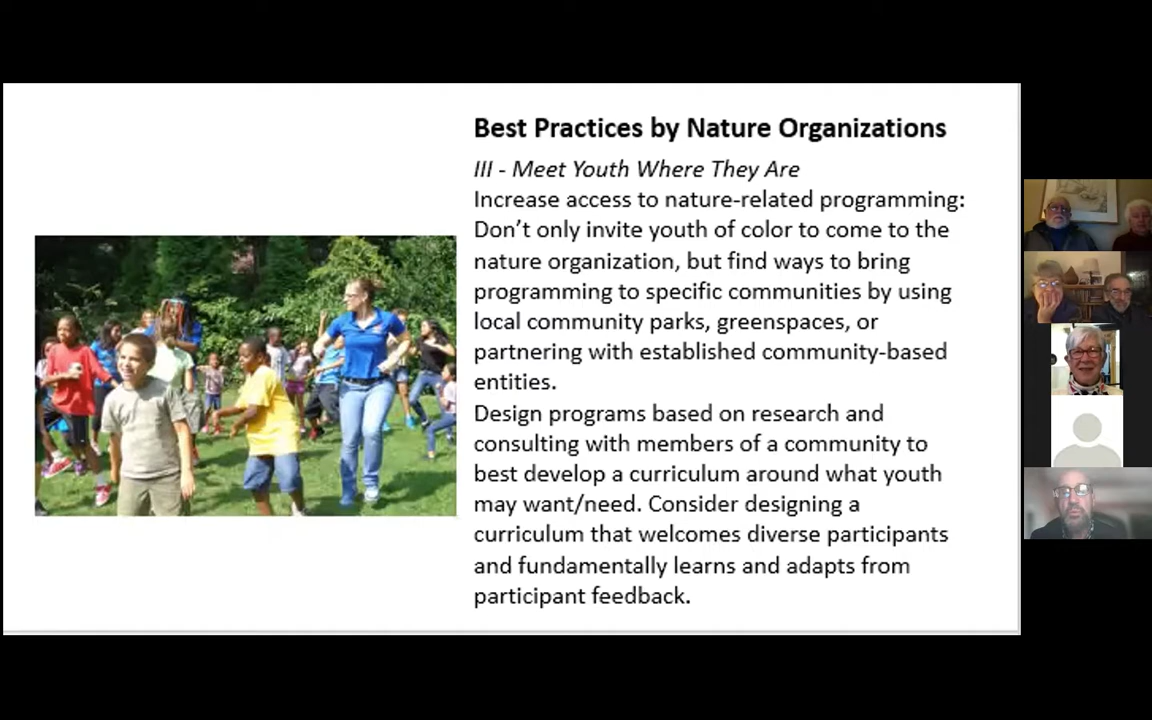 Best Practices by Nature Organizations
III - Meet Youth Where They Are
Increase access to nature-related programming:
Don’t only invite youth of color to come to the
nature organization, but find ways to bring
programming to specific communities by using
local community parks, greenspaces, or
partnering with established community-based
entities.
Design programs based on research and
consulting with members of a community to
best develop a curriculum around what youth
may want/need. Consider designing a
curriculum that welcomes diverse participants
and fundamentally learns and adapts from
participant feedback.